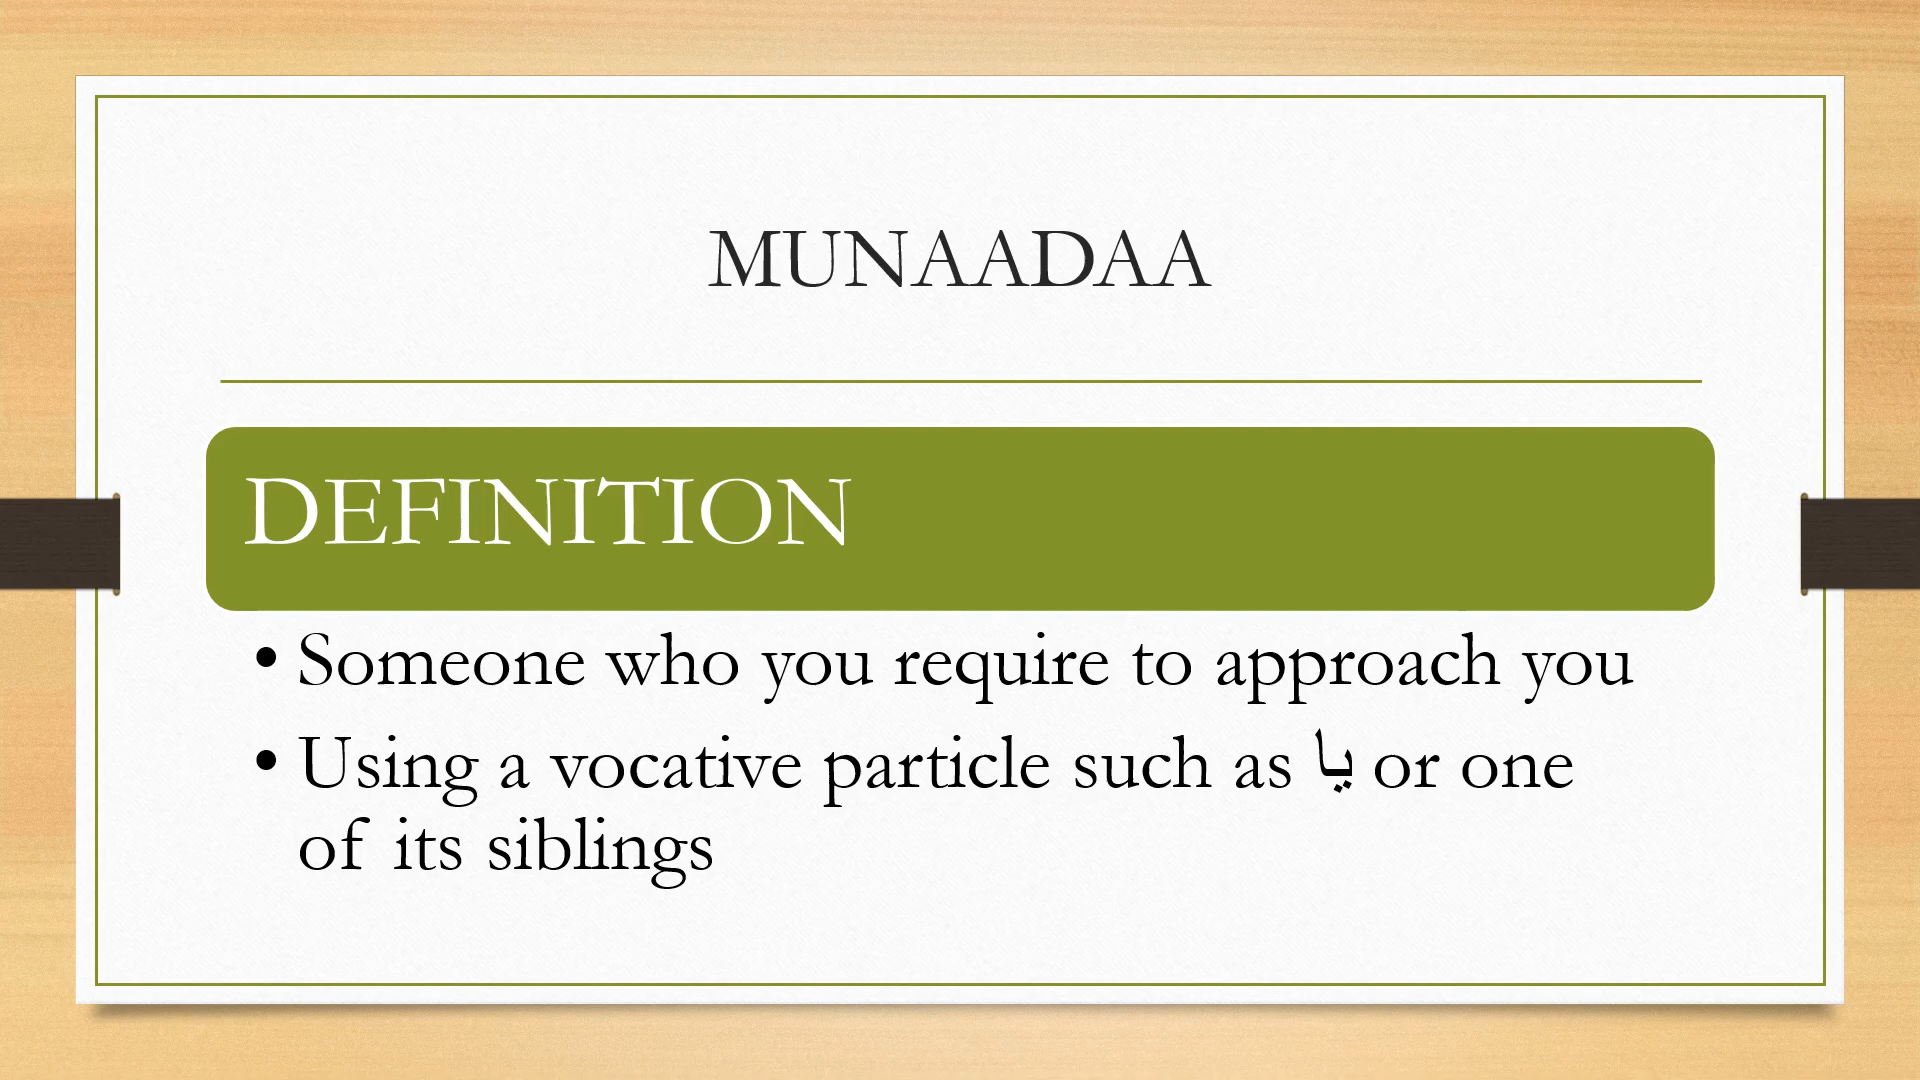 MUNAADAA
DEFINITION
• Someone who you require to approach you
• Using a vocative particle such as يا or one
of its siblings